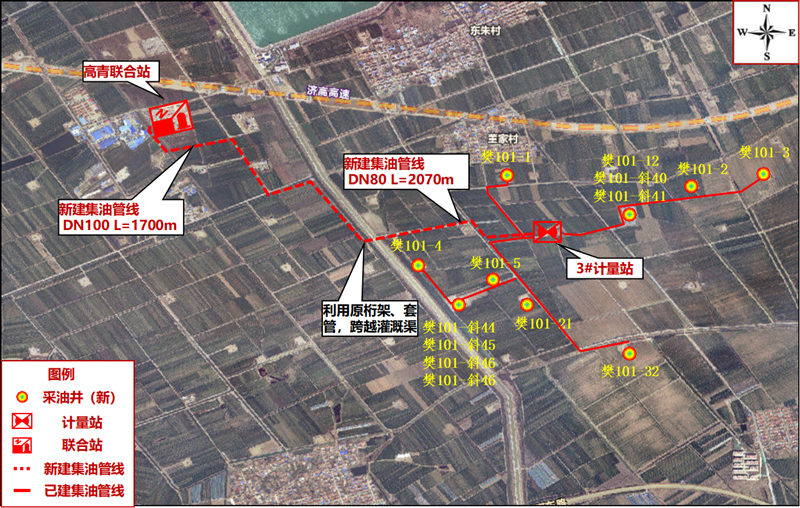 东朱村
N
W
E
S
高青联合站
济高高速
王家村
新建集油管线
DN80 L=2070m
樊101-1
樊101-12
樊101-斜40
樊101-斜41
樊101-2
樊101-3
新建集油管线
DN100 L=1700m
樊101-4
樊101-5
3#计量站
利用原桁架、套
管，跨越灌溉渠
樊101-斜44
樊101-斜45
樊101-斜46
樊101-斜46
樊101-21
樊101-32
图例
采油井（新）
计量站
联合站
新建集油管线
已建集油管线